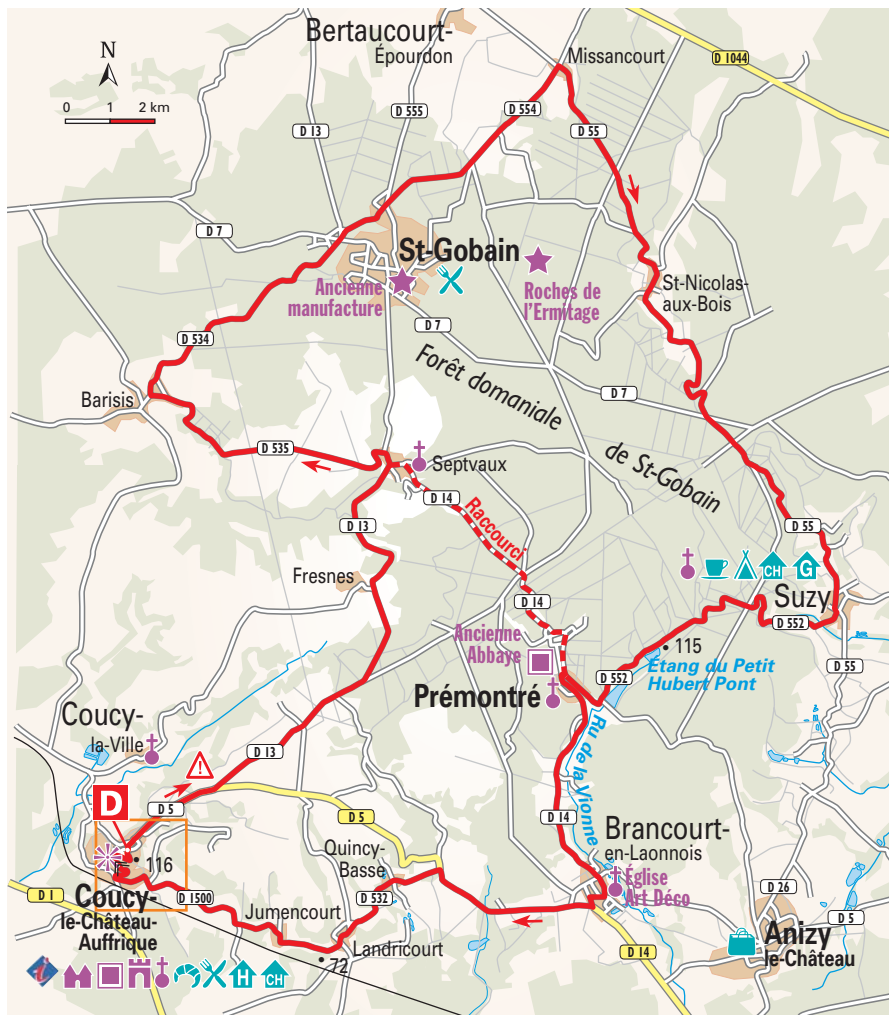 Bertaucourt-
Épourdon
Missancourt
N
D 1044
0 1 2 km
D 555
D 554
D 13
D 55
D 7
St-Gobain
Ancienne
manufacture
Roches de
l'Ermitage
St-Nicolas-
aux-Bois
D 7
D 534
Forêt domaniale
de St-Gobain
D 7
Barisis
D 535
Septvaux
D 14
Raccourci
D 13
D 55
Fresnes
CH
G
Suzy
D 14
D 552
Ancienne
Abbaye
115
Étang du Petit
Hubert Pont
D 552
D 55
Prémontré
Coucy-
la-Ville
Ru de la Vionne
D 13
!
D
D 5
D 5
D 14
Brancourt-
en-Laonnois
Quincy-
Basse
116
Église
Art Déco
D 1
Coucy-
le-Château-
Auffrique
D 1500
D 532
D 26
Jumencourt
D 5
Anizy
le-Château
Landricourt
D 14
72
i
H
CH